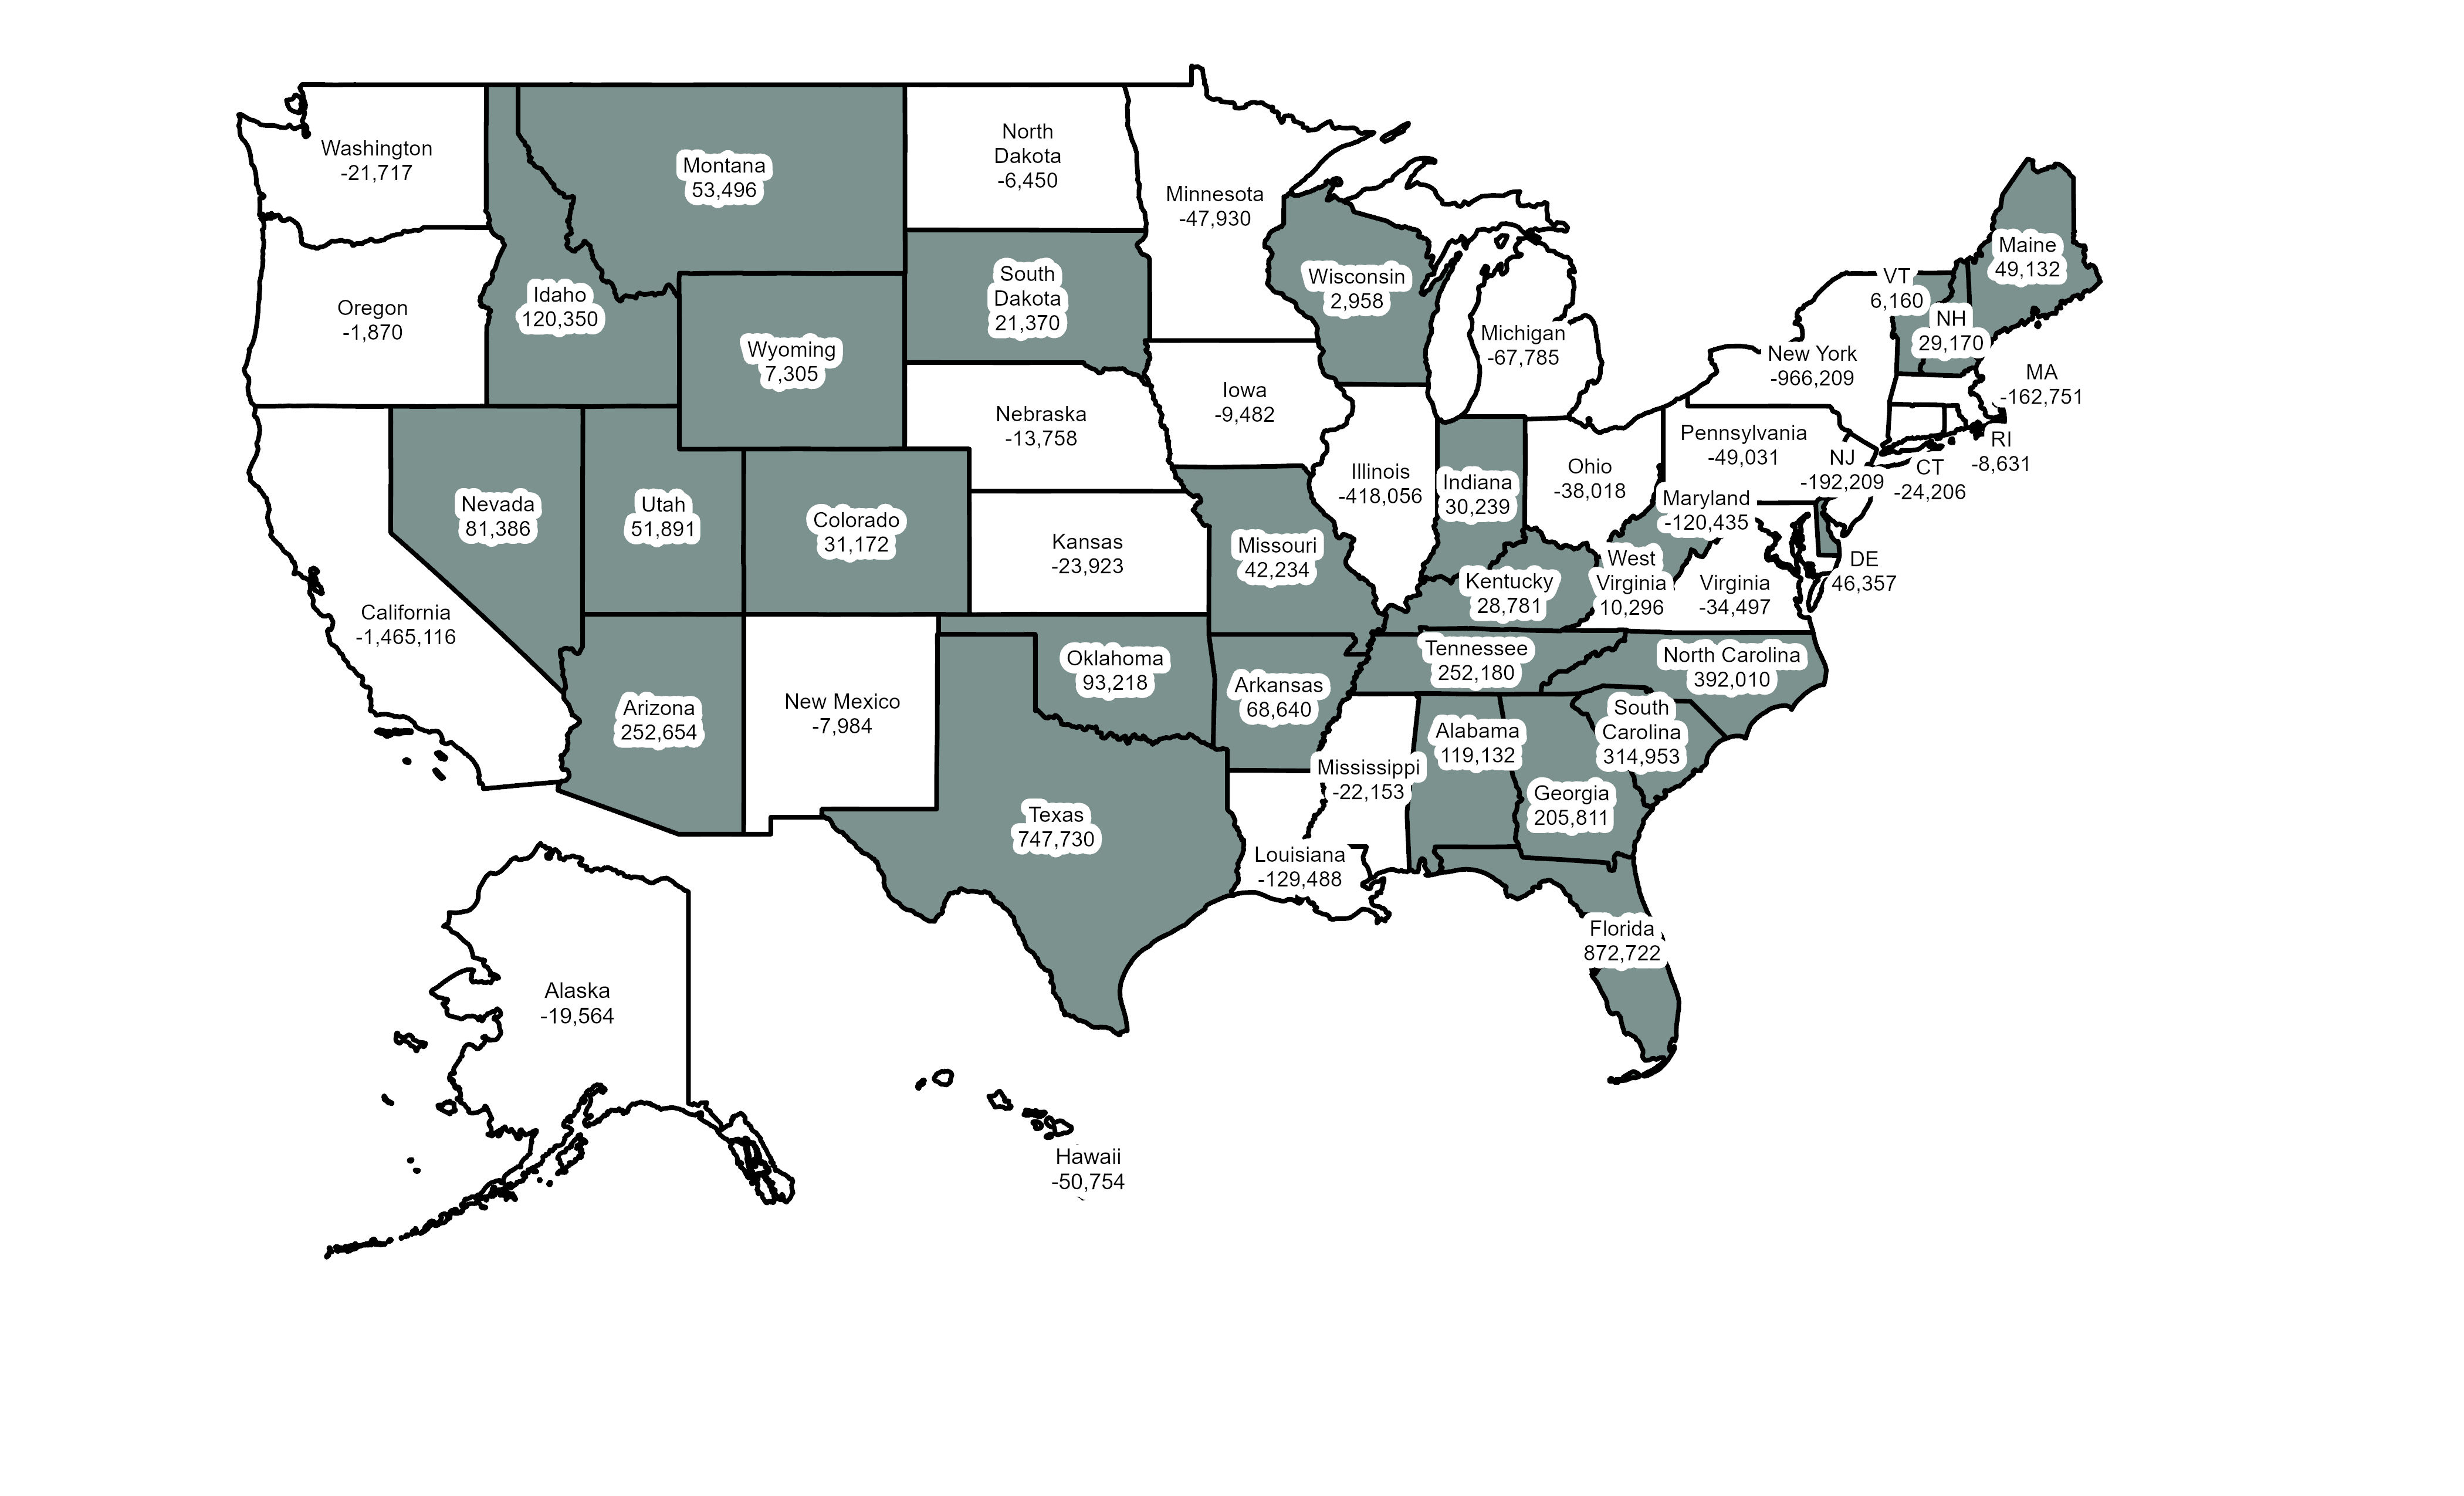 Washington
-21,717
Montana
53,496
North
Dakota
-6,450
Minnesota
-47,930
Oregon
-1,870
Idaho
120,350
Wyoming
7,305
South
Dakota
21,370
Wisconsin
2,958
Michigan
-67,785
New York
-966,209
VT
6,160
NH
29,170
Maine
49,132
MA
-162,751
RI
-8,631
CT
-24,206
NJ
-192,209
Pennsylvania
-49,031
Iowa
-9,482
Nebraska
-13,758
Nevada
81,386
Utah
51,891
Colorado
31,172
Kansas
-23,923
Missouri
42,234
Illinois
-418,056
Indiana
30,239
Ohio
-38,018
Maryland
-120,435
DE
46,357
West
Virginia
10,296
Virginia
-34,497
Kentucky
28,781
California
-1,465,116
Arizona
252,654
New Mexico
-7,984
Oklahoma
93,218
Arkansas
68,640
Tennessee
252,180
North Carolina
392,010
South
Carolina
314,953
Georgia
205,811
Alabama
119,132
Mississippi
-22,153
Louisiana
-129,488
Texas
747,730
Florida
872,722
Alaska
-19,564
Hawaii
-50,754